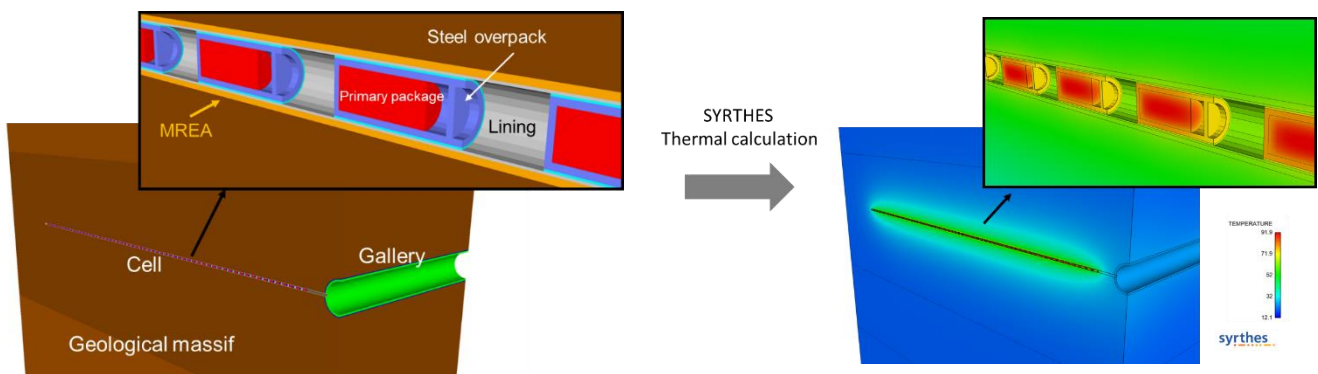 Steel overpack
Primary package
Lining
MREA
Cell
Gallery
Geological massif
SYRTHES
Thermal calculation
TEMPERATURE
91.9
71.9
52
32
12.1
syrthes